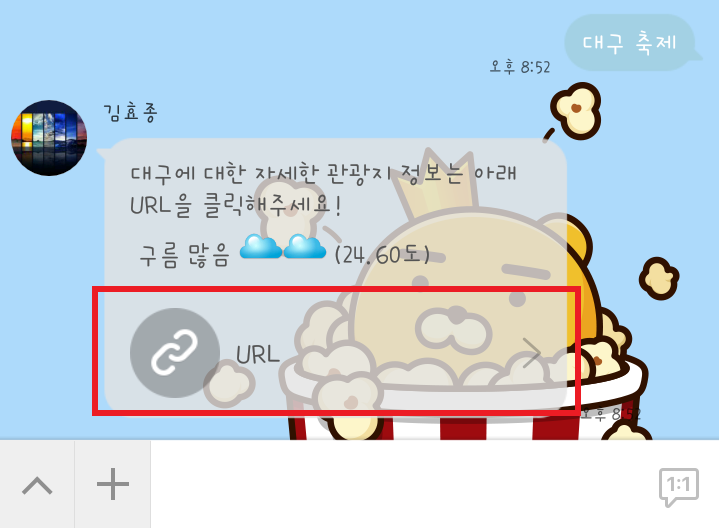 대구 축제
오후 8:52
김효종
대구에 대한 자세한 관광지 정보는 아래
URL을 클릭해주세요!
구름 많음 (24.60도)
URL
오후 8:52
1:1